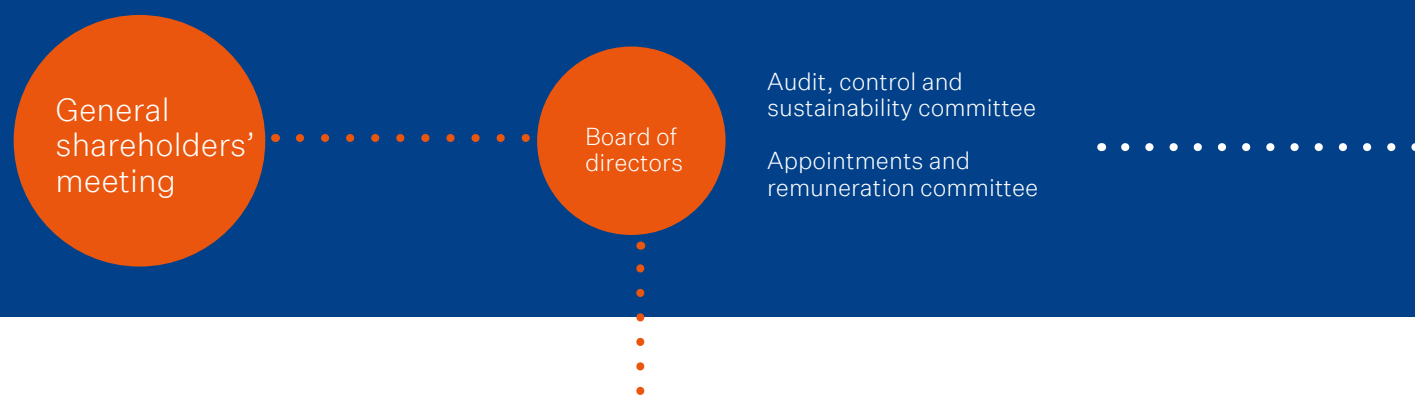 General
shareholders’
meeting
Board of
directors
Audit, control and
sustainability committee
Appointments and
remuneration committee